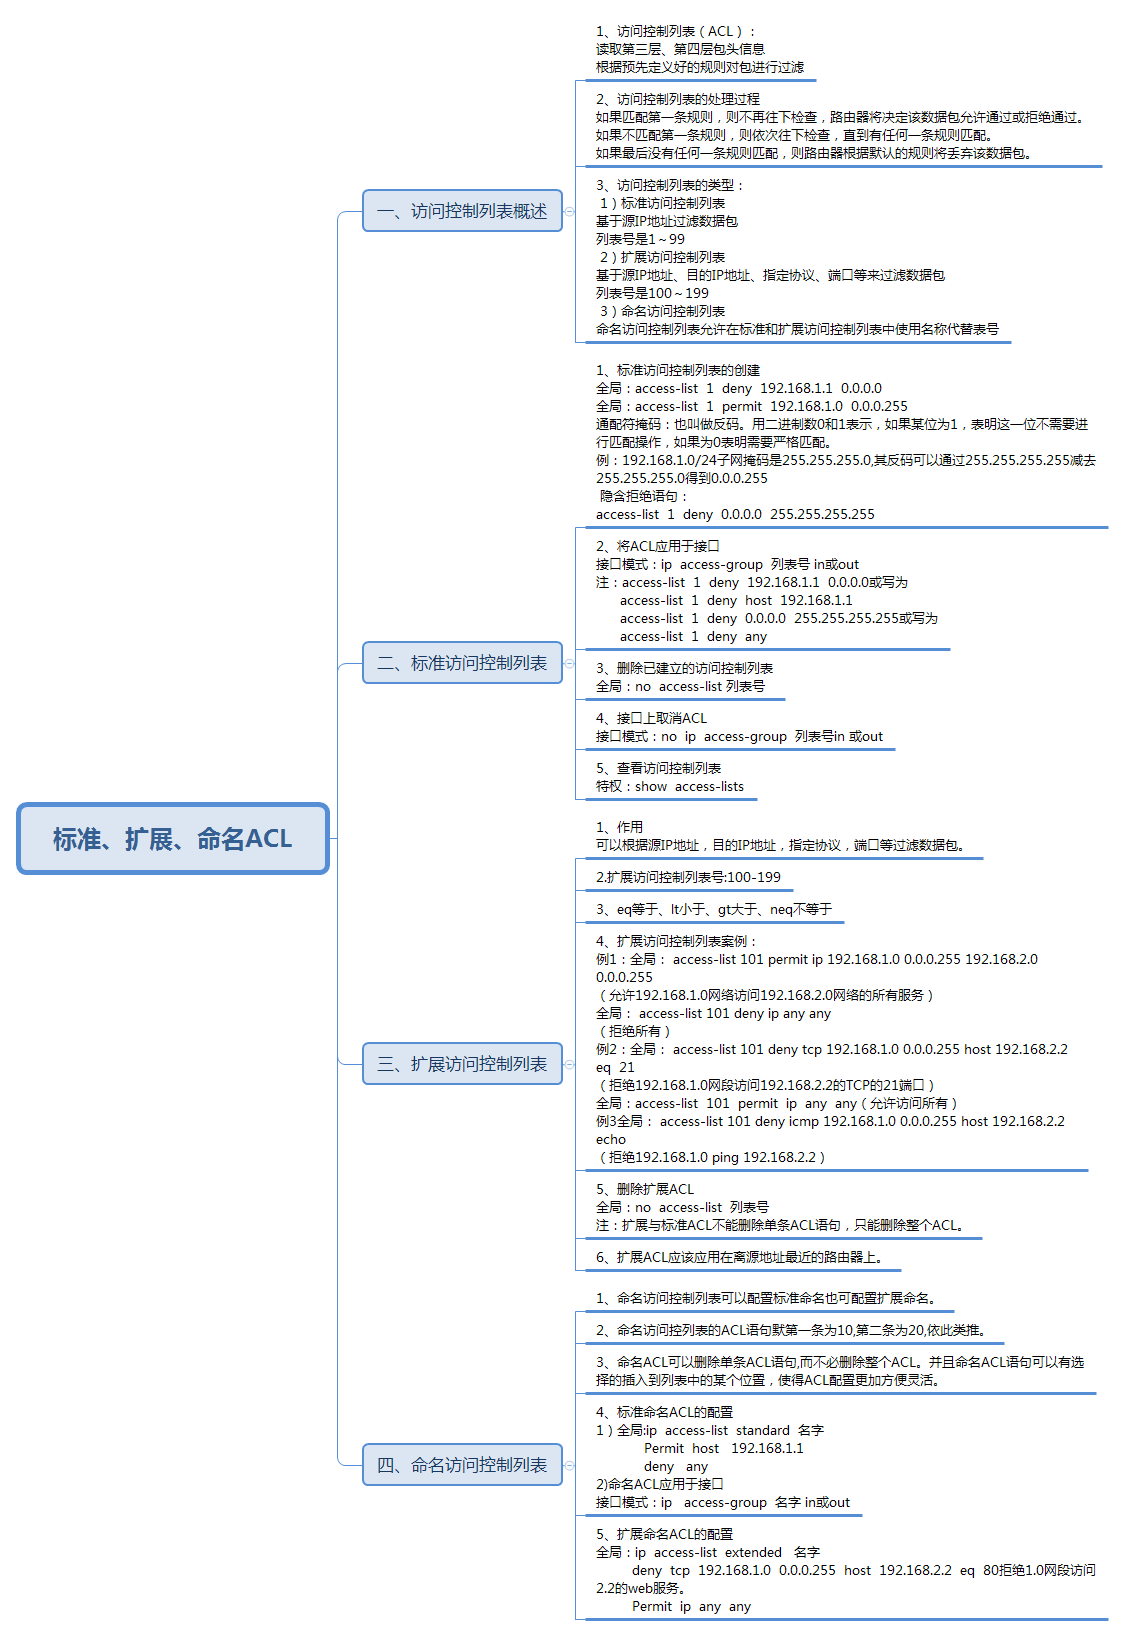 标准、扩展、命名ACL
一、访问控制列表概述
1、访问控制列表（ACL）：
读取第三层、第四层包头信息
根据预先定义好的规则对包进行过滤
2、访问控制列表的处理过程
如果匹配第一条规则，则不再往下检查，路由器将决定该数据包允许通过或拒绝通过。
如果不匹配第一条规则，则依次往下检查，直到有任何一条规则匹配。
如果最后没有任何一条规则匹配，则路由器根据默认的规则将丢弃该数据包。
3、访问控制列表的类型：
1）标准访问控制列表
基于源IP地址过滤数据包
列表号是1～99
2）扩展访问控制列表
基于源IP地址、目的IP地址、指定协议、端口等来过滤数据包
列表号是100～199
3）命名访问控制列表
命名访问控制列表允许在标准和扩展访问控制列表中使用名称代替表号
二、标准访问控制列表
1、标准访问控制列表的创建
全局：access-list 1 deny 192.168.1.1 0.0.0.0
全局：access-list 1 permit 192.168.1.0 0.0.0.255
通配符掩码：也叫做反码。用二进制数0和1表示，如果某位为1，表明这一位不需要进
行匹配操作，如果为0表明需要严格匹配。
例：192.168.1.0/24子网掩码是255.255.255.0,其反码可以通过255.255.255.255减去
255.255.255.0得到0.0.0.255
隐含拒绝语句：
access-list 1 deny 0.0.0.0 255.255.255.255
2、将ACL应用于接口
接口模式：ip access-group 列表号 in或out
注：access-list 1 deny 192.168.1.1 0.0.0.0或写为
access-list 1 deny host 192.168.1.1
access-list 1 deny 0.0.0.0 255.255.255.255或写为
access-list 1 deny any
3、删除已建立的访问控制列表
全局：no access-list 列表号
4、接口上取消ACL
接口模式：no ip access-group 列表号in 或out
5、查看访问控制列表
特权：show access-lists
三、扩展访问控制列表
1、作用
可以根据源IP地址，目的IP地址，指定协议，端口等过滤数据包。
2.扩展访问控制列表号:100-199
3、eq等于、lt小于、gt大于、neq不等于
4、扩展访问控制列表案例：
例1：全局： access-list 101 permit ip 192.168.1.0 0.0.0.255 192.168.2.0
0.0.0.255
（允许192.168.1.0网络访问192.168.2.0网络的所有服务）
全局： access-list 101 deny ip any any
（拒绝所有）
例2：全局： access-list 101 deny tcp 192.168.1.0 0.0.0.255 host 192.168.2.2
eq 21
（拒绝192.168.1.0网段访问192.168.2.2的TCP的21端口）
全局：access-list 101 permit ip any any（允许访问所有）
例3全局： access-list 101 deny icmp 192.168.1.0 0.0.0.255 host 192.168.2.2
echo
（拒绝192.168.1.0 ping 192.168.2.2）
5、删除扩展ACL
全局：no access-list 列表号
注：扩展与标准ACL不能删除单条ACL语句，只能删除整个ACL。
6、扩展ACL应该应用在离源地址最近的路由器上。
四、命名访问控制列表
1、命名访问控制列表可以配置标准命名也可配置扩展命名。
2、命名访问控列表的ACL语句默第一条为10,第二条为20,依此类推。
3、命名ACL可以删除单条ACL语句,而不必删除整个ACL。并且命名ACL语句可以有选
择的插入到列表中的某个位置，使得ACL配置更加方便灵活。
4、标准命名ACL的配置
1）全局:ip access-list standard 名字
Permit host 192.168.1.1
deny any
2)命名ACL应用于接口
接口模式：ip access-group 名字 in或out
5、扩展命名ACL的配置
全局：ip access-list extended 名字
deny tcp 192.168.1.0 0.0.0.255 host 192.168.2.2 eq 80拒绝1.0网段访问
2.2的web服务。
Permit ip any any